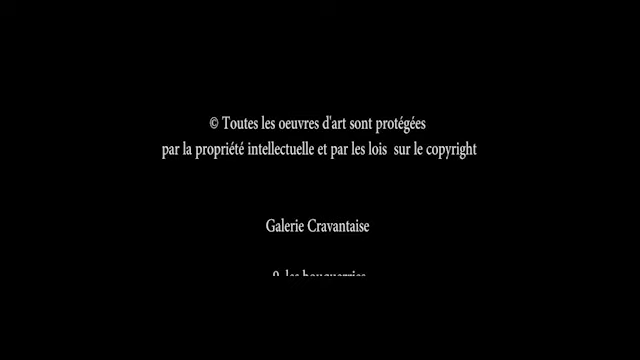 © Toutes les oeuvres d'art sont protégées
par la propriété intellectuelle et par les lois sur le copyright
Galerie Cravantaise
les